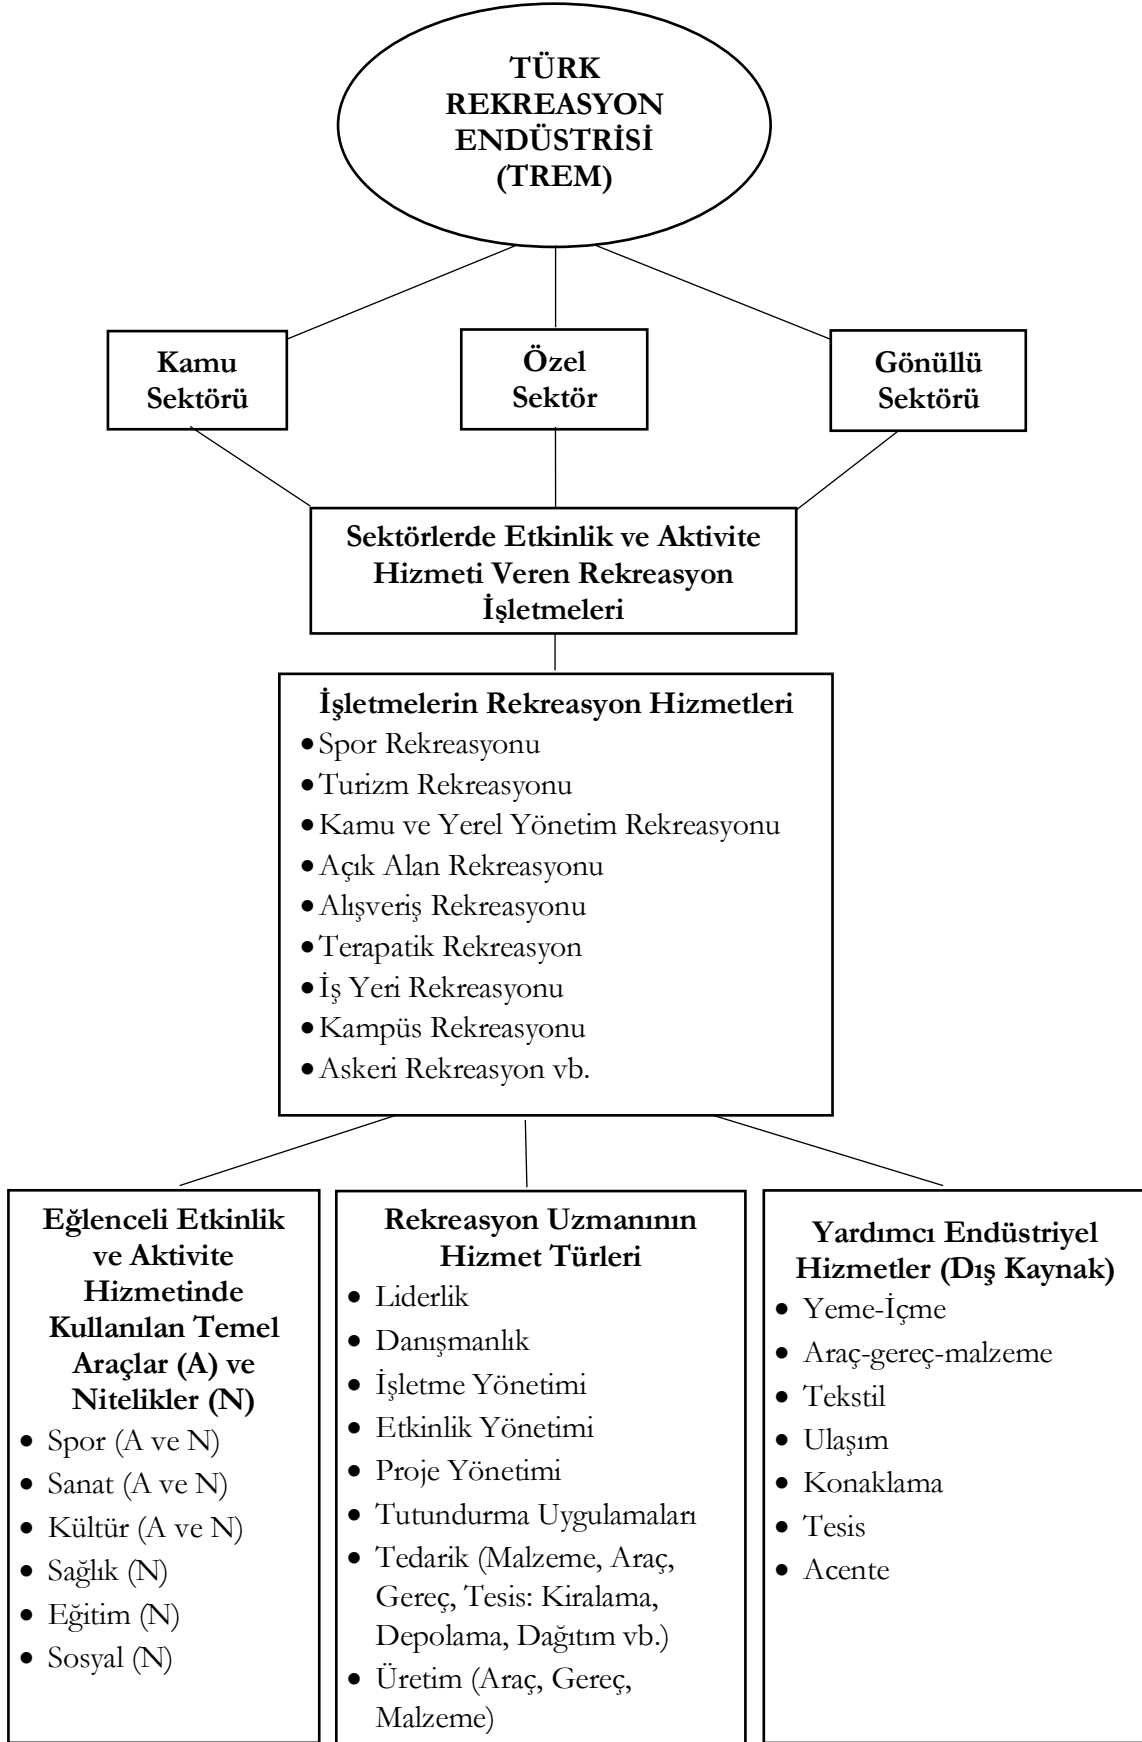 TÜRK
REKREASYON
ENDÜSTRİSİ
(TREM)
Kamu
Sektörü
Özel
Sektör
Gönüllü
Sektörü
Sektörlerde Etkinlik ve Aktivite
Hizmeti Veren Rekreasyon
İşletmeleri
İşletmelerin Rekreasyon Hizmetleri
• Spor Rekreasyonu
• Turizm Rekreasyonu
• Kamu ve Yerel Yönetim Rekreasyonu
• Açık Alan Rekreasyonu
• Alışveriş Rekreasyonu
• Terapatik Rekreasyon
• İş Yeri Rekreasyonu
• Kampüs Rekreasyonu
• Askeri Rekreasyon vb.
Eğlenceli Etkinlik
ve Aktivite
Hizmetinde
Kullanılan Temel
Araçlar (A) ve
Nitelikler (N)
• Spor (A ve N)
• Sanat (A ve N)
• Kültür (A ve N)
• Sağlık (N)
• Eğitim (N)
• Sosyal (N)
Rekreasyon Uzmanının
Hizmet Türleri
• Liderlik
• Danışmanlık
• İşletme Yönetimi
• Etkinlik Yönetimi
• Proje Yönetimi
• Tutundurma Uygulamaları
• Tedarik (Malzeme, Araç,
Gereç, Tesis: Kiralama,
Depolama, Dağıtım vb.)
• Üretim (Araç, Gereç,
Malzeme)
Yardımcı Endüstriyel
Hizmetler (Dış Kaynak)
• Yeme-İçme
• Araç-gereç-malzeme
• Tekstil
• Ulaşım
• Konaklama
• Tesis
• Acente